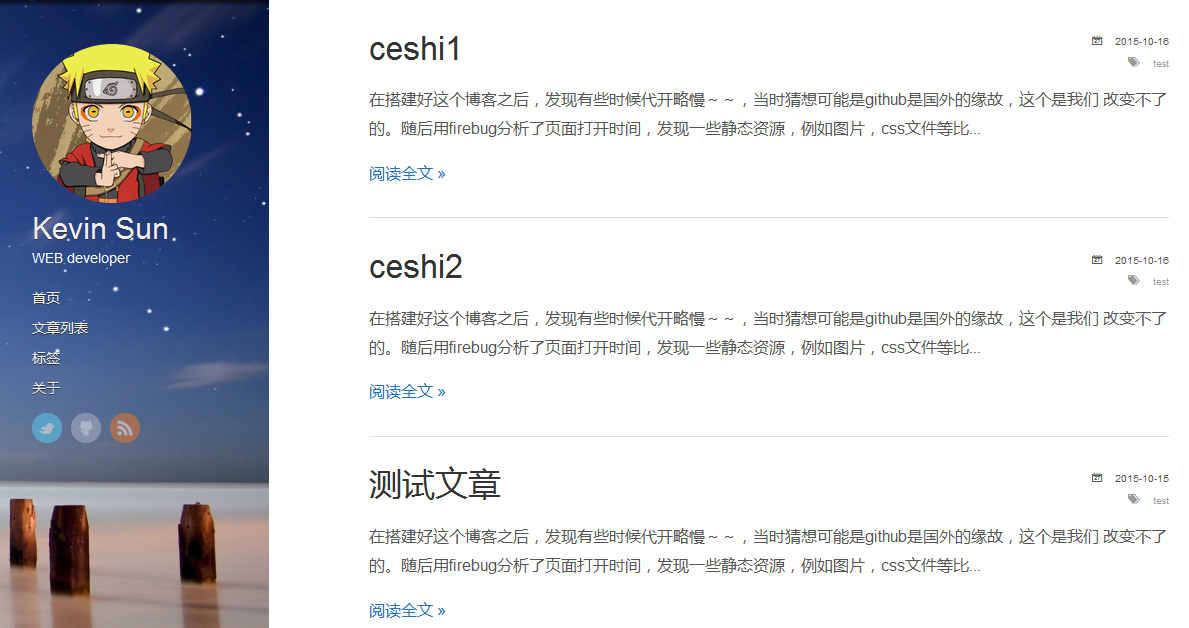 Kevin Sun
WEB developer
首页
文章列表
标签
关于
ceshi1
2015-10-16
test
在搭建好这个博客之后，发现有些时候代开略慢～～，当时猜想可能是github是国外的缘故，这个是我们 改变不了
的。随后用firebug分析了页面打开时间，发现一些静态资源，例如图片，css文件等比...
阅读全文 »
ceshi2
2015-10-16
test
在搭建好这个博客之后，发现有些时候代开略慢～～，当时猜想可能是github是国外的缘故，这个是我们 改变不了
的。随后用firebug分析了页面打开时间，发现一些静态资源，例如图片，css文件等比...
阅读全文 »
测试文章
2015-10-15
test
在搭建好这个博客之后，发现有些时候代开略慢～～，当时猜想可能是github是国外的缘故，这个是我们 改变不了
的。随后用firebug分析了页面打开时间，发现一些静态资源，例如图片，css文件等比...
阅读全文 »